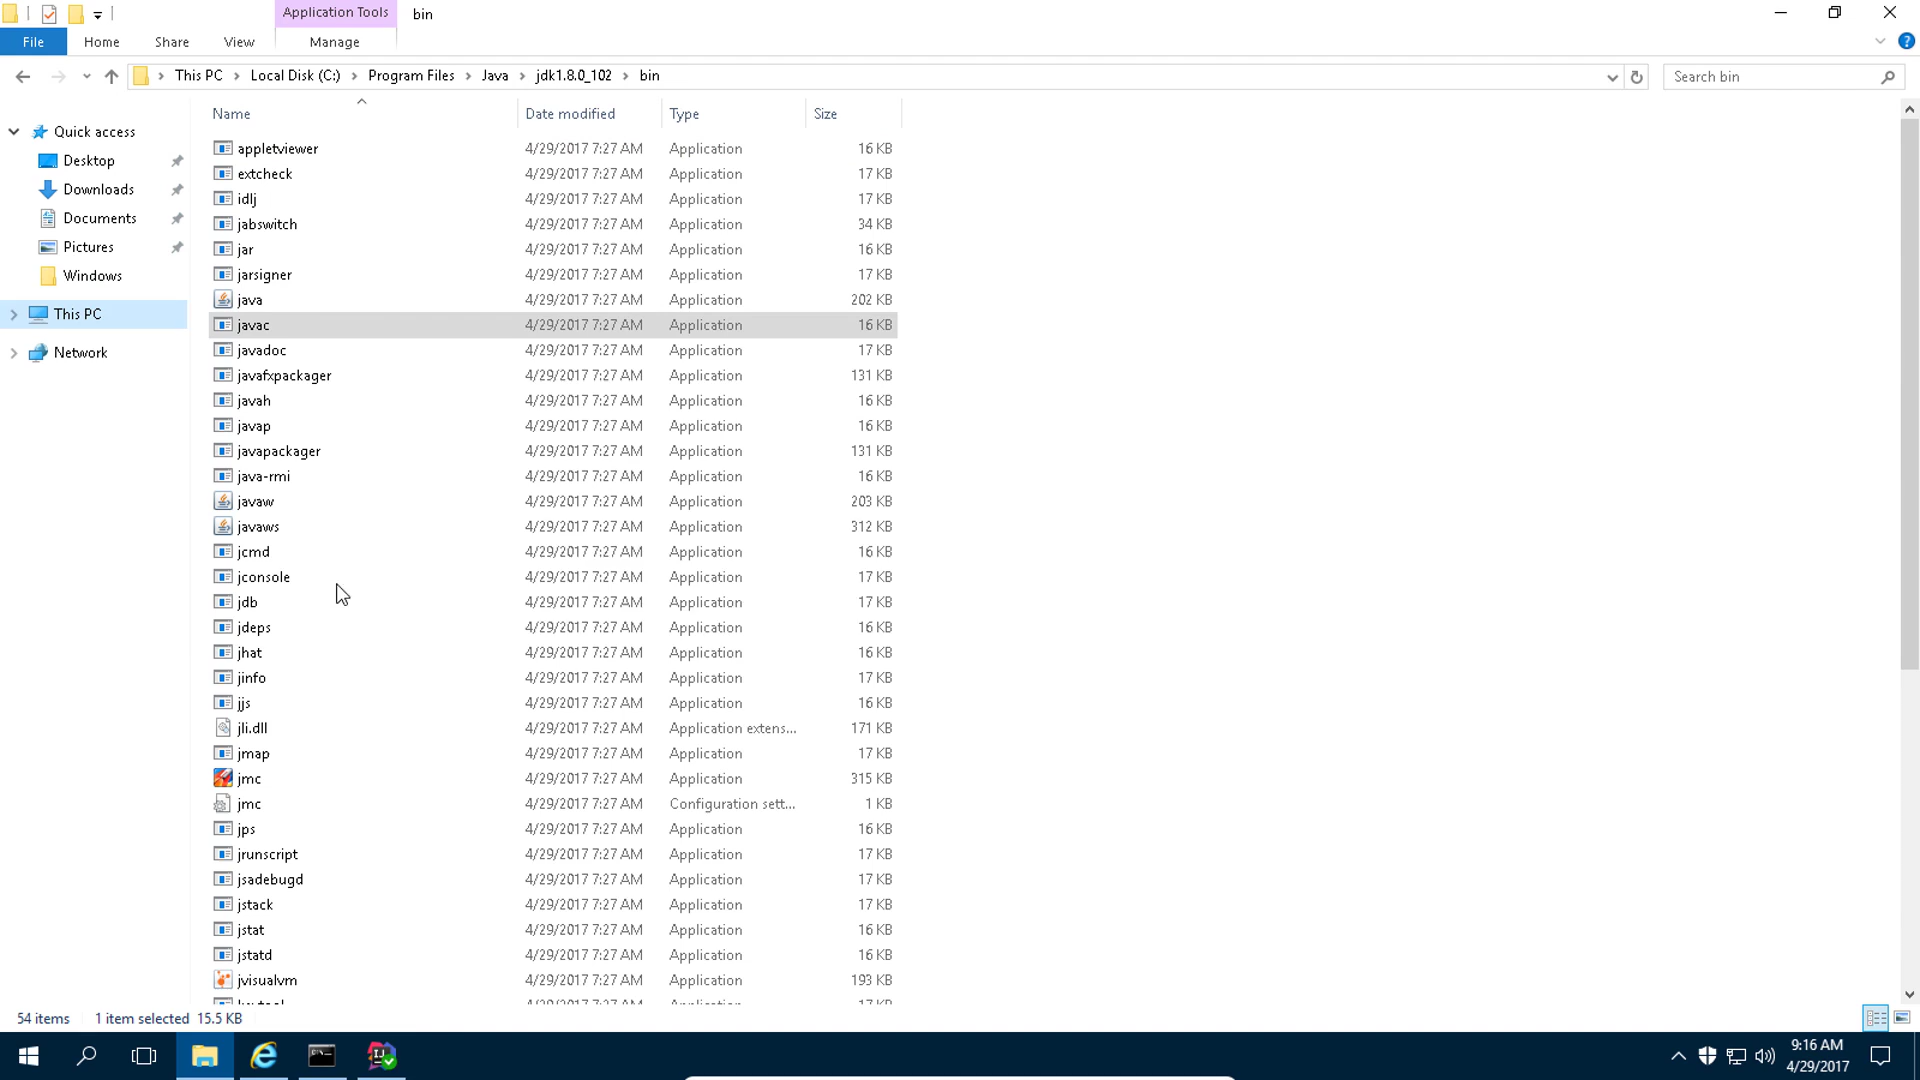 Application Tools bin
File Home Share View Manage
This PC Local Disk (C:) Program Files Java jdk1.8.0_102 bin Search bin
Name Date modified Type Size
Quick access
Desktop
Downloads
Documents
Pictures
Windows
This PC
Network
appletviewer 4/29/2017 7:27 AM Application 16 KB
extcheck 4/29/2017 7:27 AM Application 17 KB
idlj 4/29/2017 7:27 AM Application 16 KB
jabswitch 4/29/2017 7:27 AM Application 34 KB
jar 4/29/2017 7:27 AM Application 16 KB
jarsigner 4/29/2017 7:27 AM Application 17 KB
java 4/29/2017 7:27 AM Application 202 KB
javac 4/29/2017 7:27 AM Application 16 KB
javadoc 4/29/2017 7:27 AM Application 17 KB
javafxpackager 4/29/2017 7:27 AM Application 131 KB
javah 4/29/2017 7:27 AM Application 16 KB
javap 4/29/2017 7:27 AM Application 16 KB
javapackager 4/29/2017 7:27 AM Application 131 KB
java-rmi 4/29/2017 7:27 AM Application 16 KB
javaw 4/29/2017 7:27 AM Application 203 KB
javaws 4/29/2017 7:27 AM Application 312 KB
jcmd 4/29/2017 7:27 AM Application 16 KB
jconsole 4/29/2017 7:27 AM Application 17 KB
jdb 4/29/2017 7:27 AM Application 17 KB
jdeps 4/29/2017 7:27 AM Application 16 KB
jhat 4/29/2017 7:27 AM Application 16 KB
jinfo 4/29/2017 7:27 AM Application 17 KB
jjs 4/29/2017 7:27 AM Application 16 KB
jli.dll 4/29/2017 7:27 AM Application extens... 171 KB
jmap 4/29/2017 7:27 AM Application 17 KB
jmc 4/29/2017 7:27 AM Application 315 KB
jmc 4/29/2017 7:27 AM Configuration sett... 1 KB
jps 4/29/2017 7:27 AM Application 16 KB
jrunscript 4/29/2017 7:27 AM Application 17 KB
jsadebugd 4/29/2017 7:27 AM Application 17 KB
jstack 4/29/2017 7:27 AM Application 17 KB
jstat 4/29/2017 7:27 AM Application 16 KB
jstatd 4/29/2017 7:27 AM Application 16 KB
jvisualvm 4/29/2017 7:27 AM Application 193 KB
54 items 1 item selected 15.5 KB
9:16 AM
4/29/2017